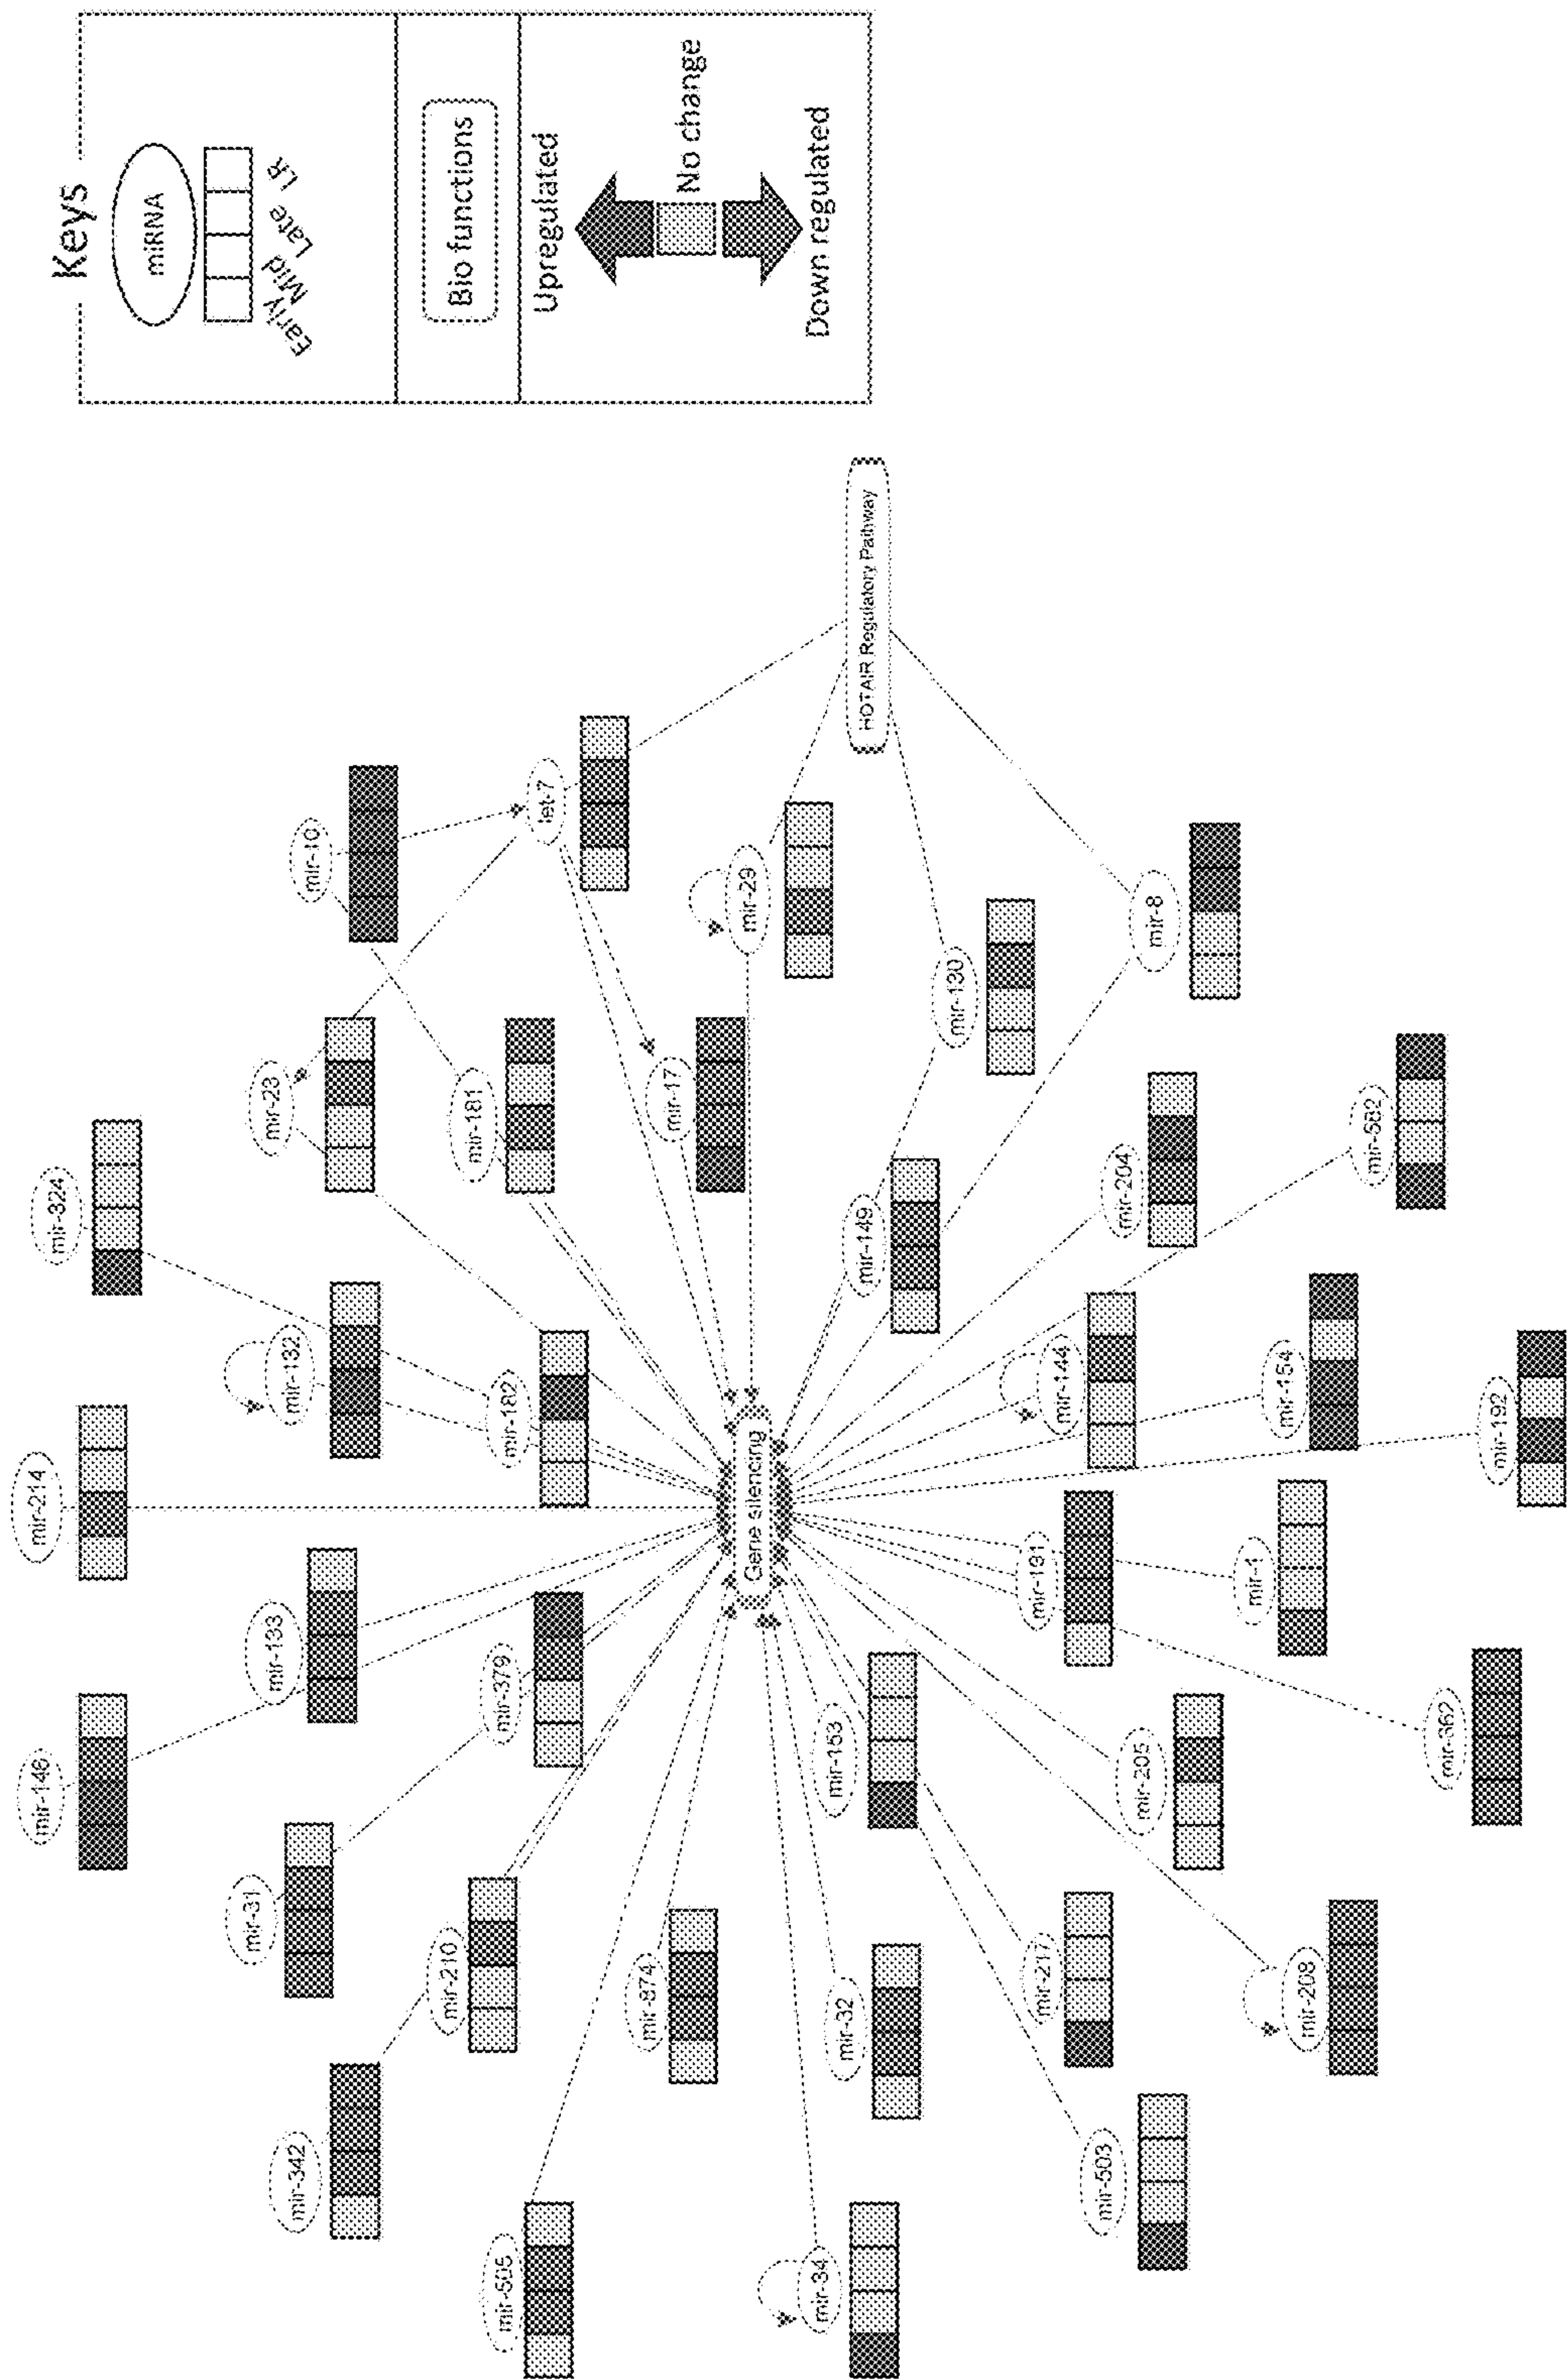 Keys
miRNA
Early Mid Late LR
Bio functions
Upregulated
No change
Down regulated
mir-10
let-7
mir-29
HOTAIR Regulatory Pathway
mir-130
mir-8
mir-324
mir-23
mir-181
mir-17
mir-149
mir-204
mir-582
mir-214
mir-132
mir-182
Gene silencing
mir-144
mir-154
mir-192
mir-146
mir-133
mir-379
mir-153
mir-191
mir-1
mir-31
mir-210
mir-874
mir-32
mir-217
mir-205
mir-208
mir-362
mir-342
mir-505
mir-34
mir-503